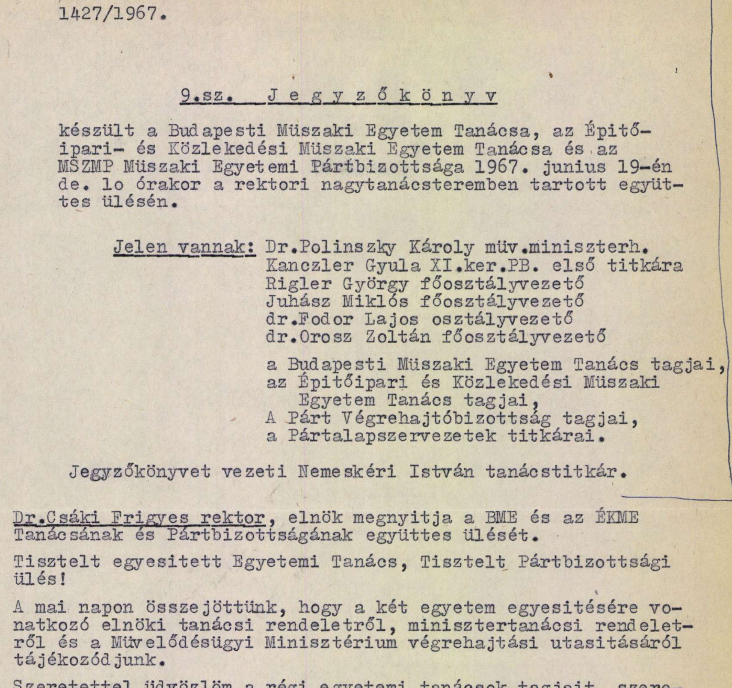 1427/1967.
9.sz. J e g y z ő k ö n y v
készült a Budapesti Müszaki Egyetem Tanácsa, az Épitő-
ipari- és Közlekedési Müszaki Egyetem Tanácsa és az
MSZMP Müszaki Egyetemi Pártbizottsága 1967. junius 19-én
de. lo órakor a rektori nagytanácsteremben tartott együt-
tes ülésén.
Jelen vannak: Dr.Polinszky Károly müv.miniszterh.
Kanczler Gyula XI.ker.PB. első titkára
Rigler György főosztályvezető
Juhász Miklós főosztályvezető
dr.Fodor Lajos osztályvezető
dr.Orosz Zoltán főosztályvezető
a Budapesti Müszaki Egyetem Tanács tagjai,
az Épitőipari és Közlekedési Müszaki
Egyetem Tanács tagjai,
A Párt Végrehajtóbizottság tagjai,
a Pártalapszervezetek titkárai.
Jegyzőkönyvet vezeti Nemeskéri István tanácstitkár.
Dr.Csáki Frigyes rektor, elnök megnyitja a BME és az ÉKME
Tanácsának és Pártbizottságának együttes ülését.
Tisztelt egyesitett Egyetemi Tanács, Tisztelt Pártbizottsági
ülés!
A mai napon összejöttünk, hogy a két egyetem egyesitésére vo-
natkozó elnöki tanácsi rendeletről, minisztertanácsi rendelet-
ről és a Müvelődésügyi Minisztérium végrehajtási utasitásáról
tájékozódjunk.
Szeretettel üdvözlöm a régi egyetemi tanácsok tagjait, szere-